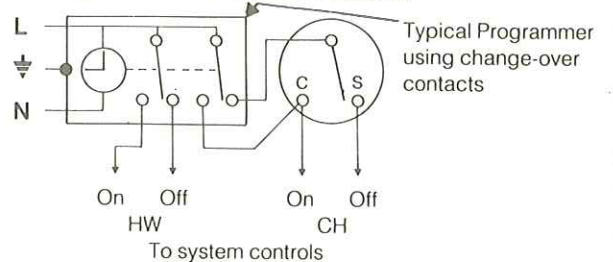 L
N
Typical Programmer
using change-over
contacts
C S
On Off On Off
HW CH
To system controls